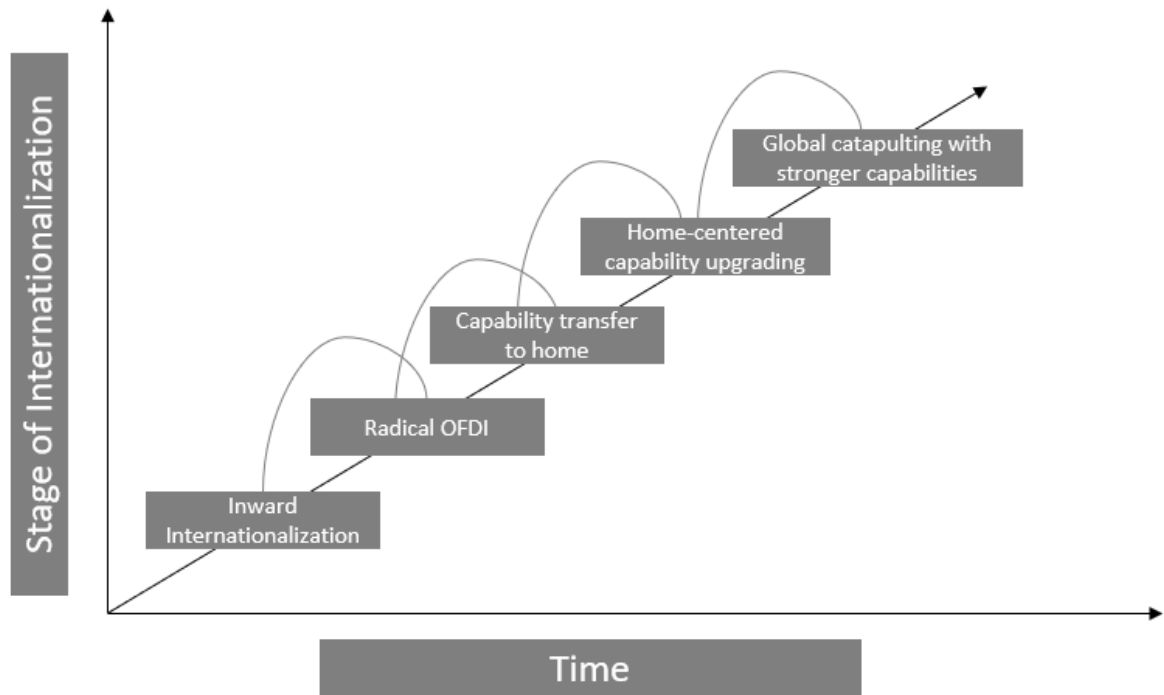 Stage of Internationalization
Global catapulting with
stronger capabilities
Home-centered
capability upgrading
Capability transfer
to home
Radical OFDI
Inward
Internationalization
Time